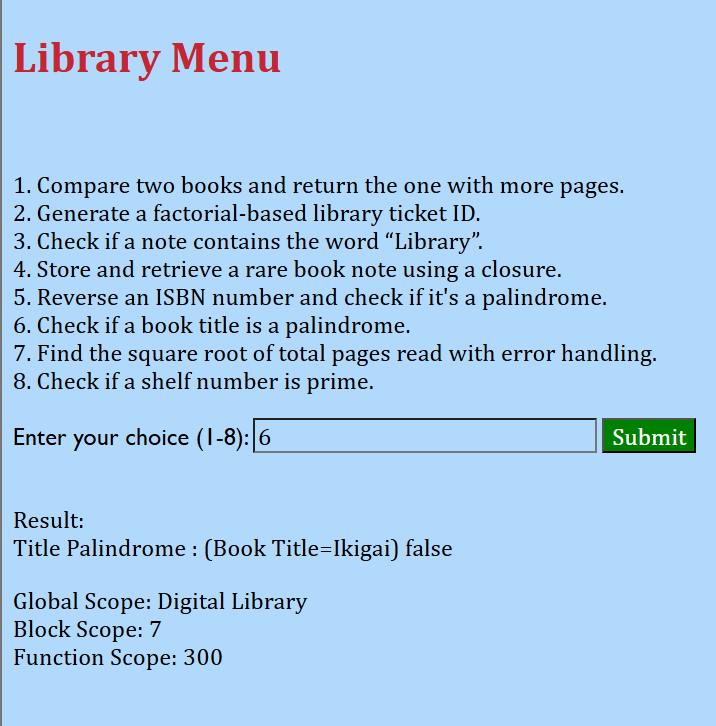 Library Menu
1. Compare two books and return the one with more pages.
2. Generate a factorial-based library ticket ID.
3. Check if a note contains the word “Library”.
4. Store and retrieve a rare book note using a closure.
5. Reverse an ISBN number and check if it's a palindrome.
6. Check if a book title is a palindrome.
7. Find the square root of total pages read with error handling.
8. Check if a shelf number is prime.
Enter your choice (1-8): 6 Submit
Result:
Title Palindrome : (Book Title=Ikigai) false
Global Scope: Digital Library
Block Scope: 7
Function Scope: 300